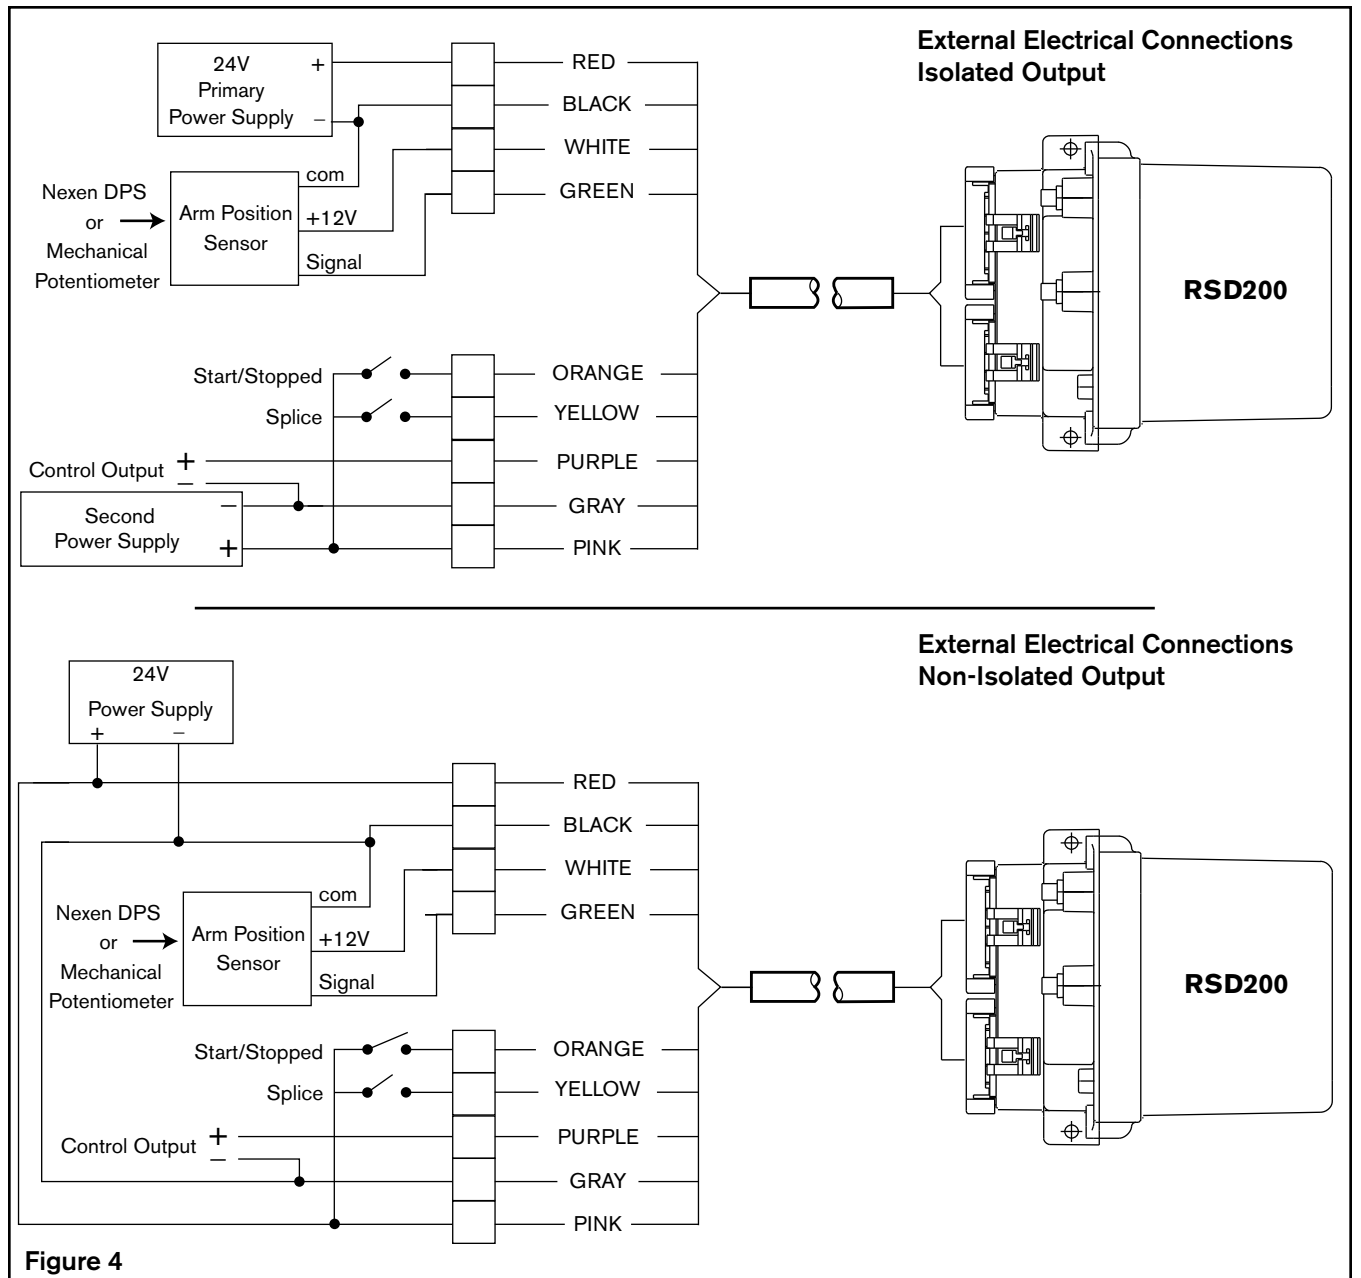 External Electrical Connections
Isolated Output
24V +
Primary
Power Supply −
RED
BLACK
WHITE
GREEN
com
+12V
Signal
Nexen DPS
or
Mechanical
Potentiometer
Arm Position
Sensor
RSD200
Start/Stopped
Splice
Control Output + −
Second
Power Supply
−
+
ORANGE
YELLOW
PURPLE
GRAY
PINK
External Electrical Connections
Non-Isolated Output
24V
Power Supply
+ −
RED
BLACK
WHITE
GREEN
com
+12V
Signal
Nexen DPS
or
Mechanical
Potentiometer
Arm Position
Sensor
RSD200
Start/Stopped
Splice
Control Output + −
ORANGE
YELLOW
PURPLE
GRAY
PINK
Figure 4